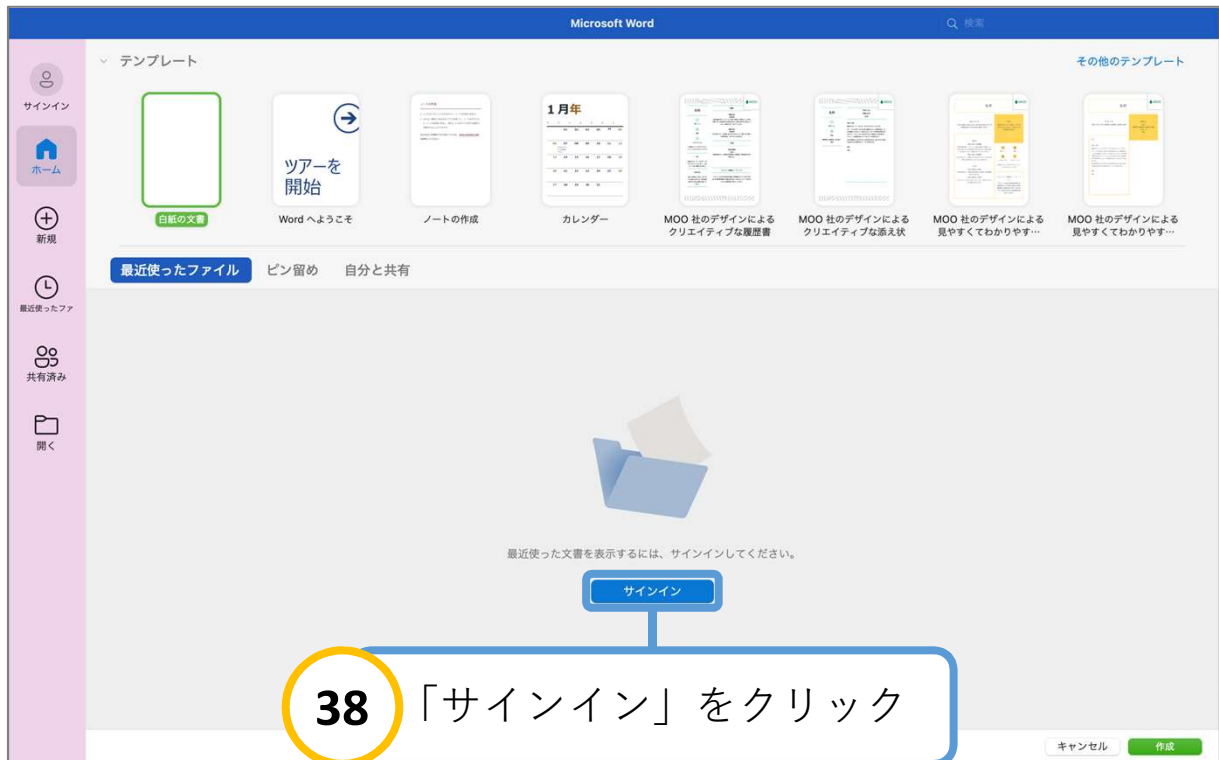 Microsoft Word
検索
テンプレート
その他のテンプレート
サインイン
ホーム
新規
最近使ったファ
共有済み
開く
ツアーを
開始
1 月年
白紙の文書
Word へようこそ
ノートの作成
カレンダー
MOO 社のデザインによる
クリエイティブな履歴書
MOO 社のデザインによる
クリエイティブな添え状
MOO 社のデザインによる
見やすくてわかりやす…
MOO 社のデザインによる
見やすくてわかりやす…
最近使ったファイル
ピン留め
自分と共有
最近使った文書を表示するには、サインインしてください。
サインイン
38
「サインイン」をクリック
キャンセル
作成